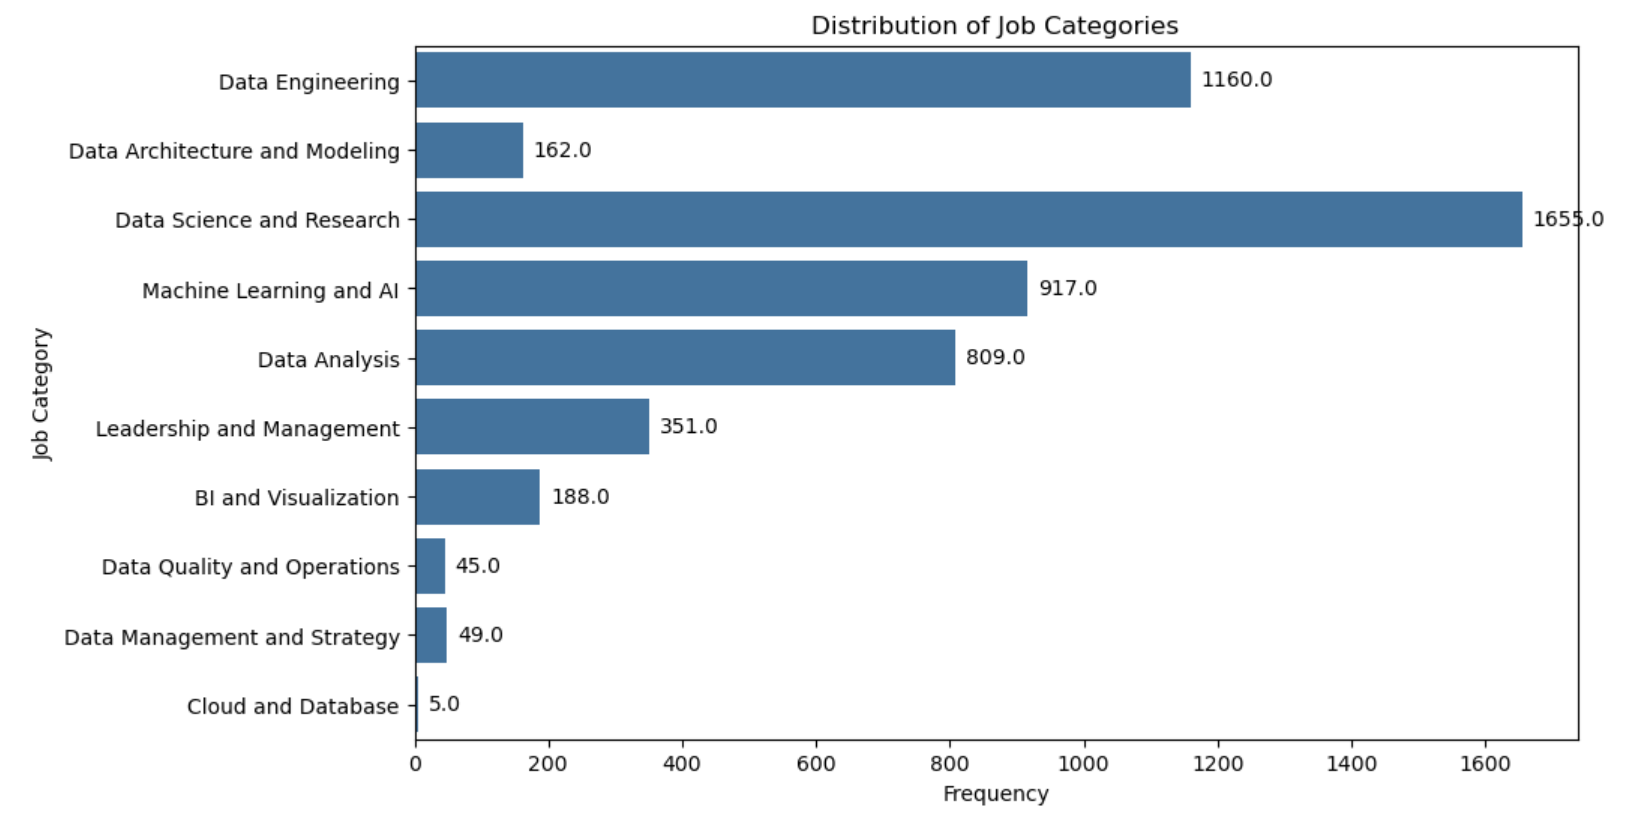 Distribution of Job Categories
Data Engineering 1160.0
Data Architecture and Modeling 162.0
Data Science and Research 1655.0
Machine Learning and AI 917.0
Data Analysis 809.0
Leadership and Management 351.0
BI and Visualization 188.0
Data Quality and Operations 45.0
Data Management and Strategy 49.0
Cloud and Database 5.0
Job Category
0 200 400 600 800 1000 1200 1400 1600
Frequency